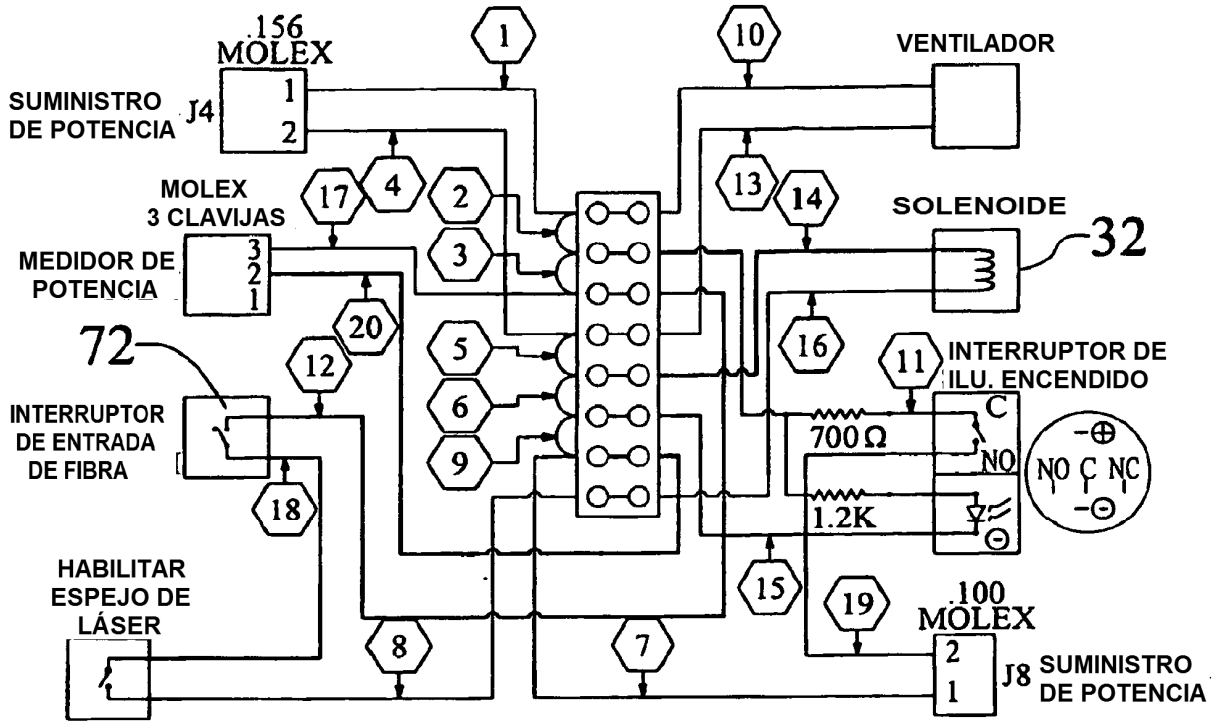 .156
MOLEX
1
10
VENTILADOR
SUMINISTRO
DE POTENCIA
J4
1
2
17
4
2
13
14
MOLEX
3 CLAVIJAS
SOLENOIDE
32
MEDIDOR DE
POTENCIA
3
2
1
3
20
16
72
12
5
11
INTERRUPTOR DE
ILU. ENCENDIDO
INTERRUPTOR
DE ENTRADA
DE FIBRA
6
700 Ω
C
NO
NO C NC
9
18
1.2K
HABILITAR
ESPEJO DE
LÁSER
15
19
.100
MOLEX
8
7
2
1
J8
SUMINISTRO
DE POTENCIA